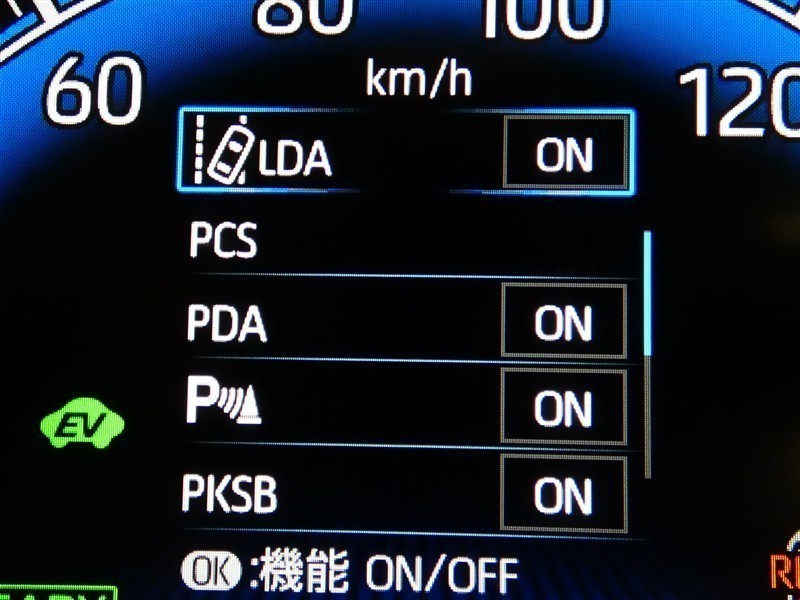 80 100
60 km/h 120
LDA ON
PCS
PDA ON
P ON
EV
PKSB ON
OK:機能 ON/OFF